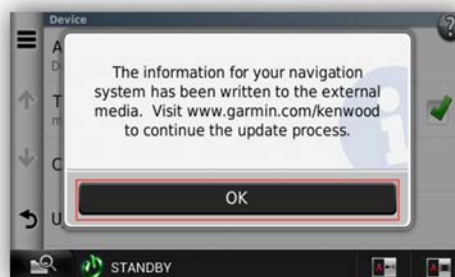 Device
The information for your navigation
system has been written to the external
media. Visit www.garmin.com/kenwood
to continue the update process.
OK
STANDBY